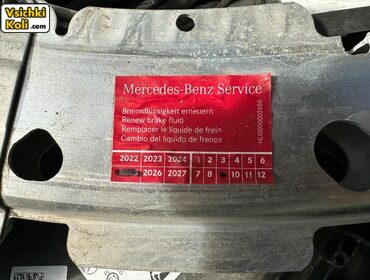 Vsichki
Koli.com
Mercedes-Benz Service
Bremsflüssigkeit erneuern
Renew brake fluid
Remplacer le liquide de frein
Cambio del liquido de frenos
2022 2023 2024 1 2 3 4 5 6
2026 2027 7 8 10 11 12